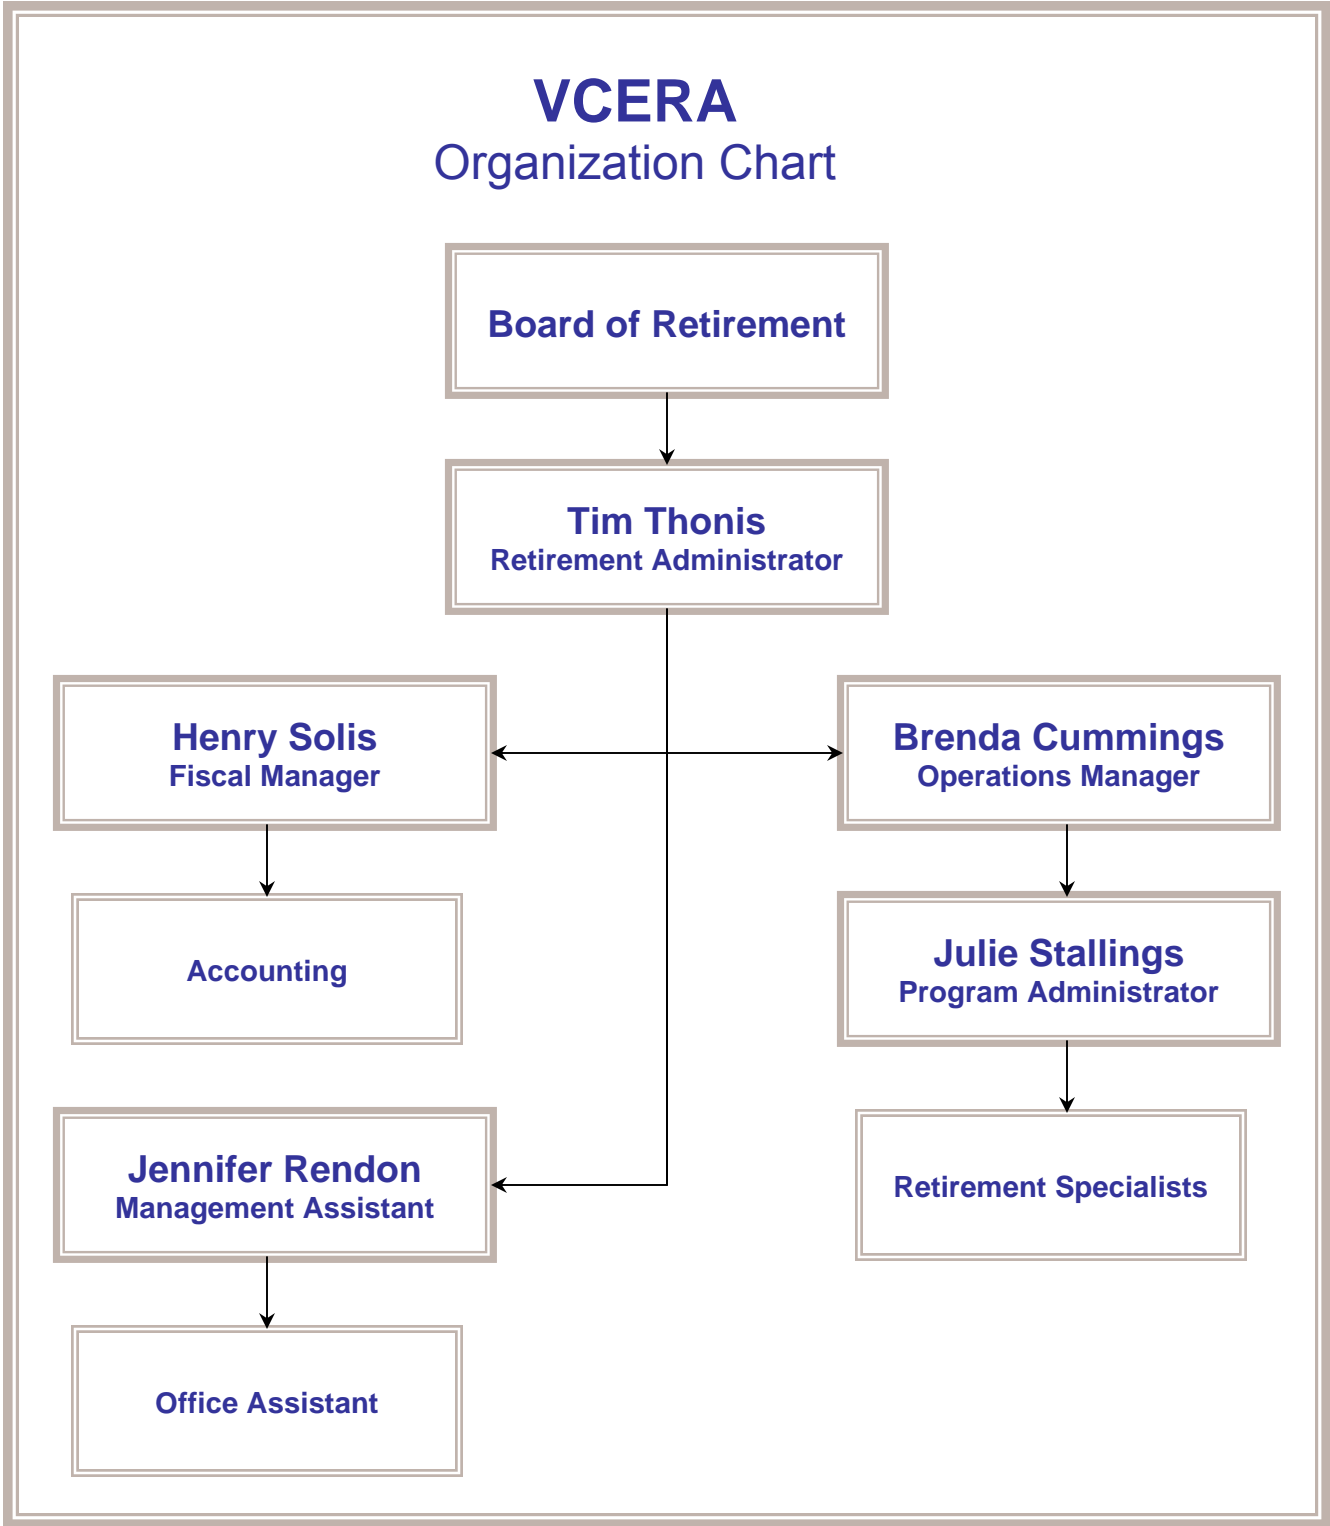 VCERA
Organization Chart
Board of Retirement
Tim Thonis
Retirement Administrator
Henry Solis
Fiscal Manager
Brenda Cummings
Operations Manager
Accounting
Julie Stallings
Program Administrator
Jennifer Rendon
Management Assistant
Retirement Specialists
Office Assistant